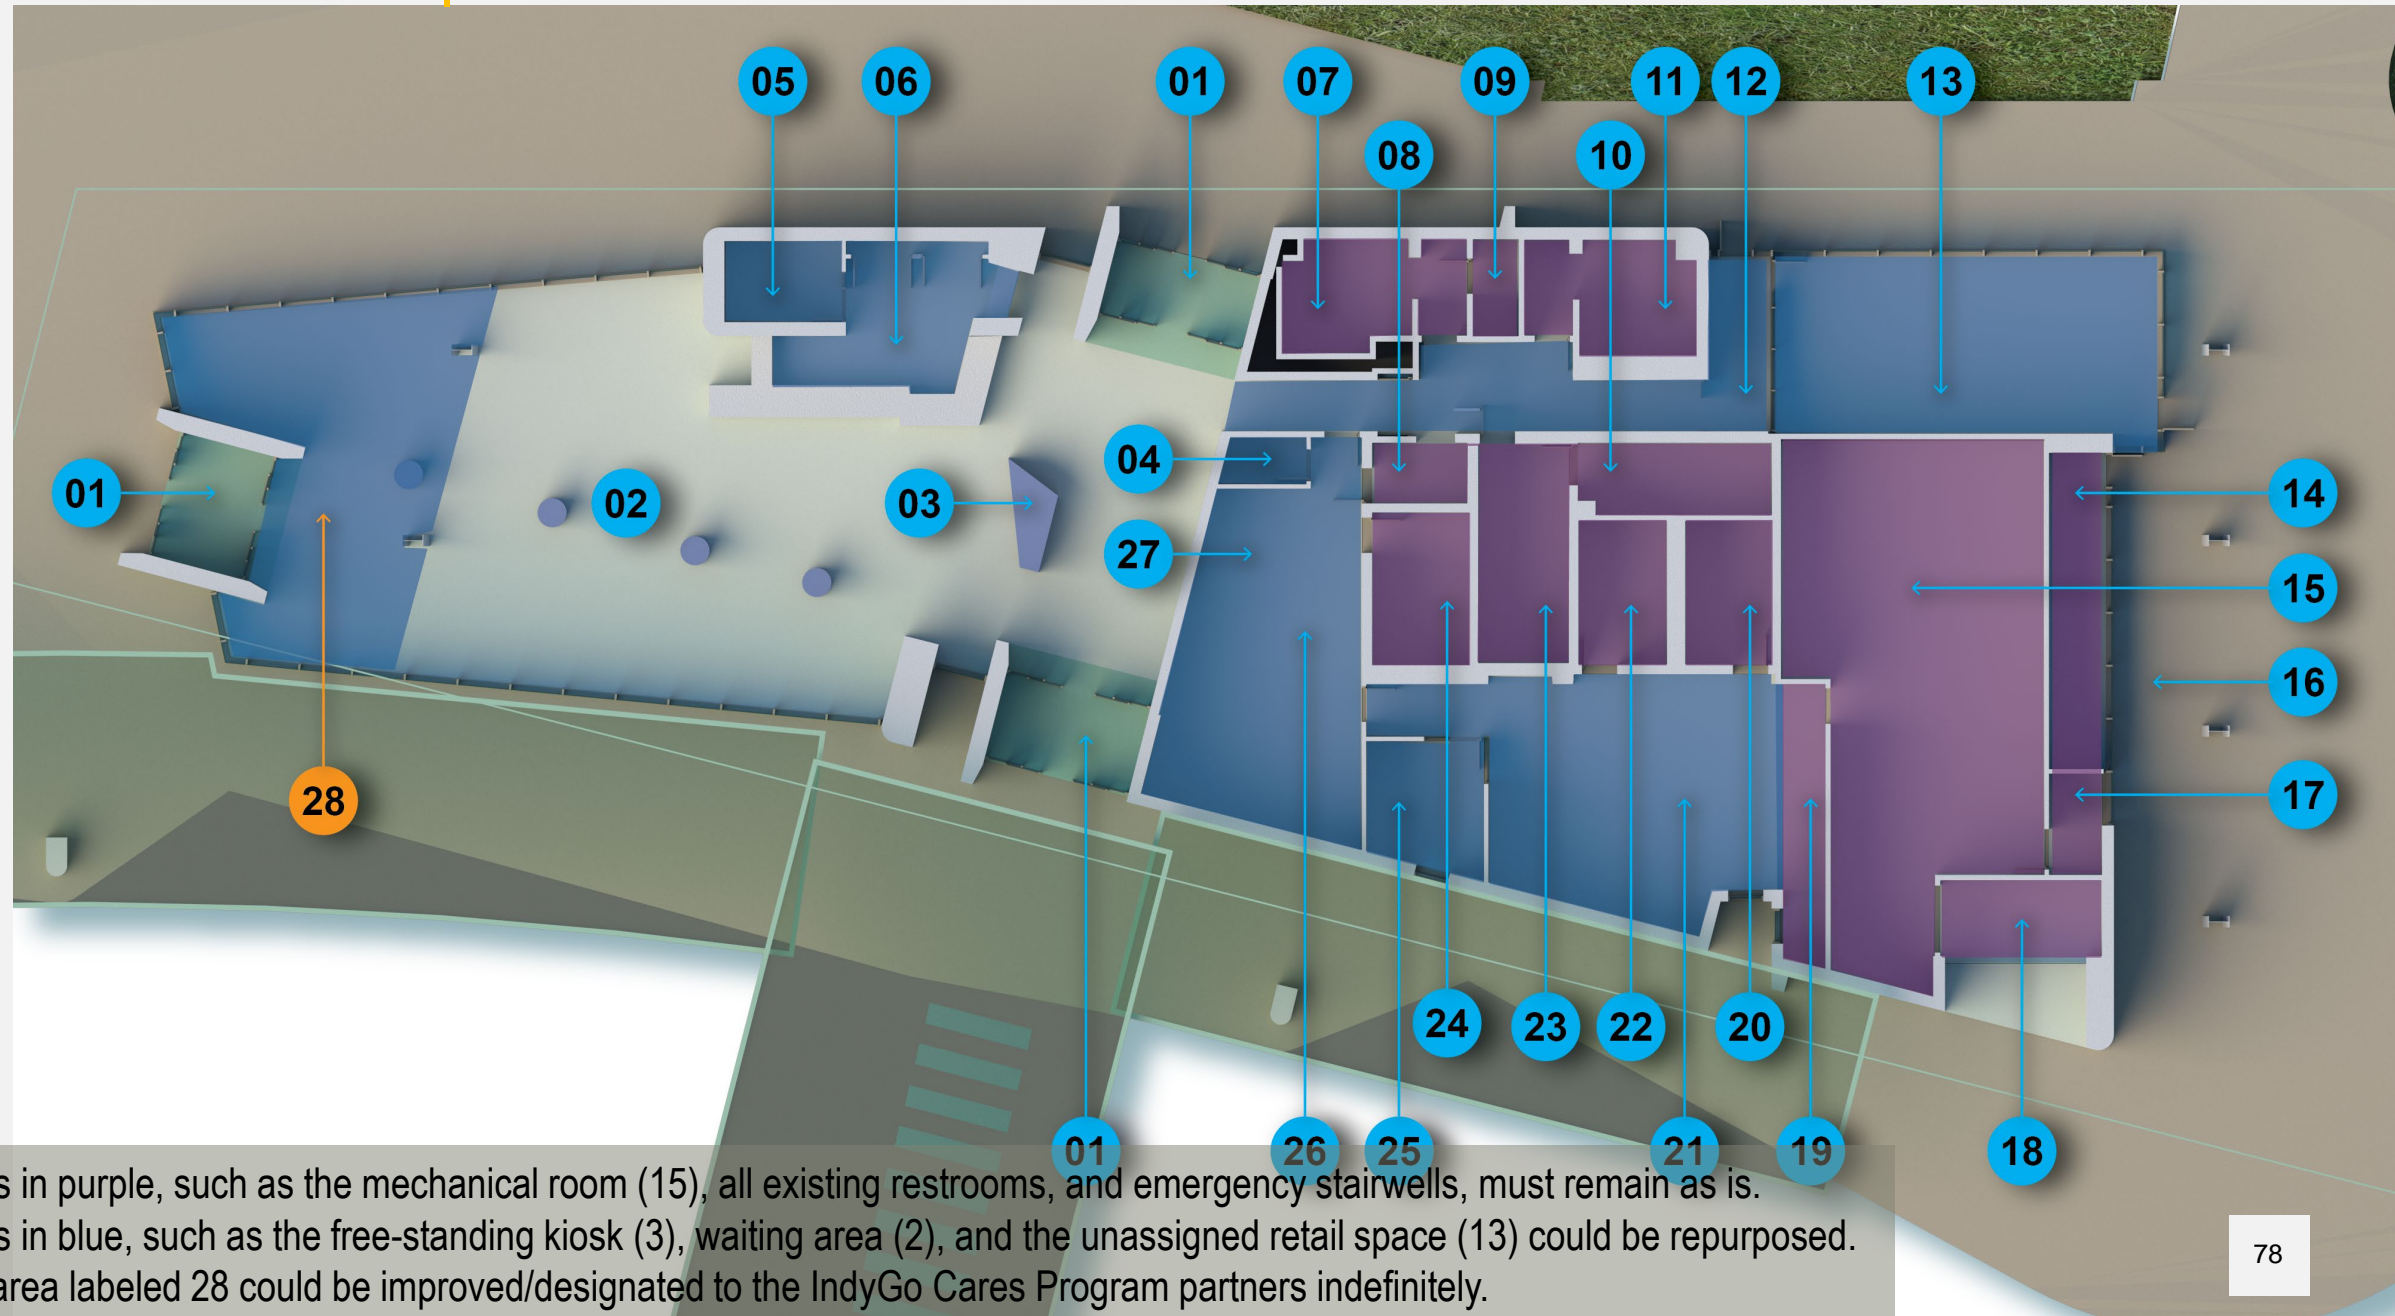 05 06 01 07 09 11 12 13
08 10
04
01 02 03 14
27
15
16
28 17
24 23 22 20
01 26 25 21 19 18
s in purple, such as the mechanical room (15), all existing restrooms, and emergency stairwells, must remain as is.
s in blue, such as the free-standing kiosk (3), waiting area (2), and the unassigned retail space (13) could be repurposed.
area labeled 28 could be improved/designated to the IndyGo Cares Program partners indefinitely.
78